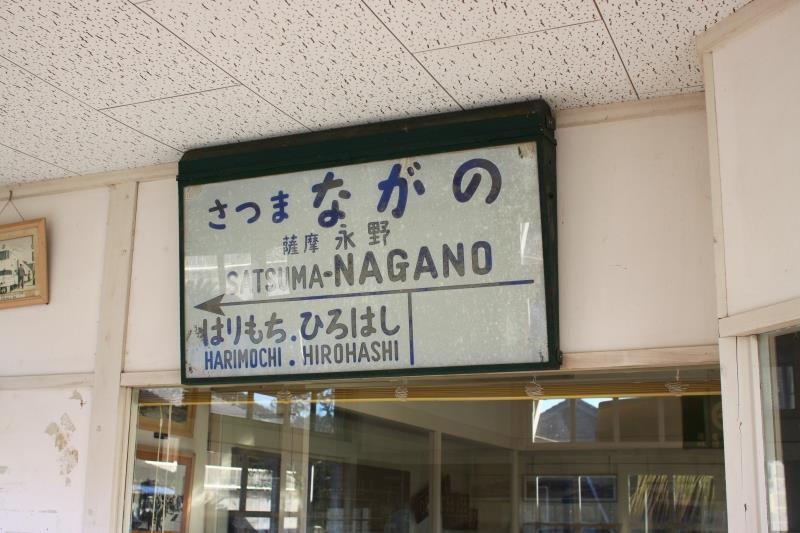 さつま ながの
薩摩 永野
SATSUMA-NAGANO
はりもち.ひろはし
HARIMOCHI . HIROHASHI